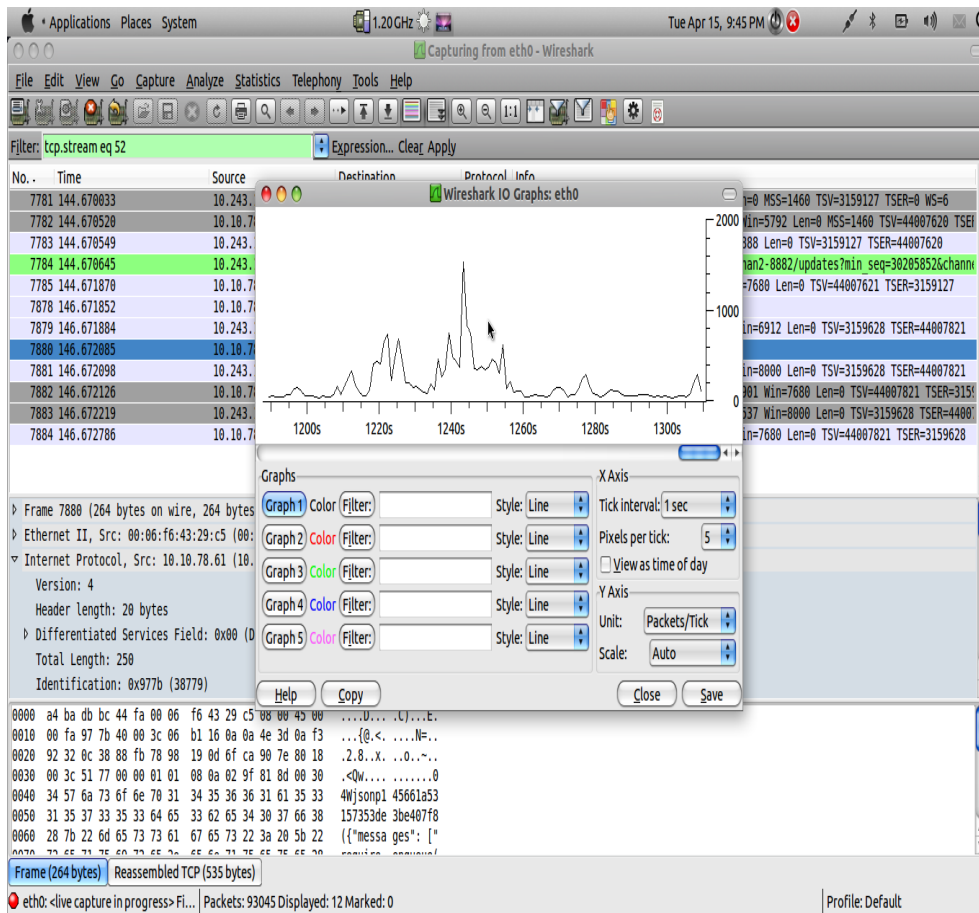 Applications Places System 1.20 GHz Tue Apr 15, 9:45 PM
Capturing from eth0 - Wireshark
File Edit View Go Capture Analyze Statistics Telephony Tools Help
Filter: tcp.stream eq 52 Expression... Clear Apply
No. . Time Source Destination Protocol Info
7781 144.670033 10.243. =0 MSS=1460 TSV=3159127 TSER=0 WS=6
7782 144.670520 10.10.7 Win=5792 Len=0 MSS=1460 TSV=44007620 TSE
7783 144.670549 10.243. 888 Len=0 TSV=3159127 TSER=44007620
7784 144.670645 10.243. han2-8882/updates?min_seq=30205852&channe
7785 144.671870 10.10.7 =7680 Len=0 TSV=44007621 TSER=3159127
7878 146.671852 10.10.7
7879 146.671884 10.243. in=6912 Len=0 TSV=3159628 TSER=44007821
7880 146.672085 10.10.7
7881 146.672098 10.243. in=8000 Len=0 TSV=3159628 TSER=44007821
7882 146.672126 10.10.7 901 Win=7680 Len=0 TSV=44007821 TSER=315
7883 146.672219 10.243. 537 Win=8000 Len=0 TSV=3159628 TSER=4400
7884 146.672786 10.10.7 in=7680 Len=0 TSV=44007821 TSER=3159628
Wireshark IO Graphs: eth0
2000
1000
0
1200s 1220s 1240s 1260s 1280s 1300s
Graphs
Graph 1 Color Filter: Style: Line
Graph 2 Color Filter: Style: Line
Graph 3 Color Filter: Style: Line
Graph 4 Color Filter: Style: Line
Graph 5 Color Filter: Style: Line
X Axis
Tick interval: 1 sec
Pixels per tick: 5
View as time of day
Y Axis
Unit: Packets/Tick
Scale: Auto
Help Copy Close Save
Frame 7880 (264 bytes on wire, 264 bytes
Ethernet II, Src: 00:06:f6:43:29:c5 (00:
Internet Protocol, Src: 10.10.78.61 (10.
Version: 4
Header length: 20 bytes
Differentiated Services Field: 0x00 (D
Total Length: 250
Identification: 0x977b (38779)
0000 a4 ba db bc 44 fa 00 06 f6 43 29 c5 08 00 45 00 ....D... .C)...E.
0010 00 fa 97 7b 40 00 3c 06 b1 16 0a 0a 4e 3d 0a f3 ...{@.<. ....N=..
0020 92 32 0c 38 88 fb 78 98 19 0d 6f ca 90 7e 80 18 .2.8..x. ..o..~..
0030 00 3c 51 77 00 00 01 01 08 0a 02 9f 81 8d 00 30 .<Qw.... .......0
0040 34 57 6a 73 6f 6e 70 31 34 35 36 36 31 61 35 33 4Wjsonp1 45661a53
0050 31 35 37 33 35 33 64 65 33 62 65 34 30 37 66 38 157353de 3be407f8
0060 28 7b 22 6d 65 73 73 61 67 65 73 22 3a 20 5b 22 ({"messa ges": ["
Frame (264 bytes) Reassembled TCP (535 bytes)
eth0: <live capture in progress> Fi... Packets: 93045 Displayed: 12 Marked: 0 Profile: Default